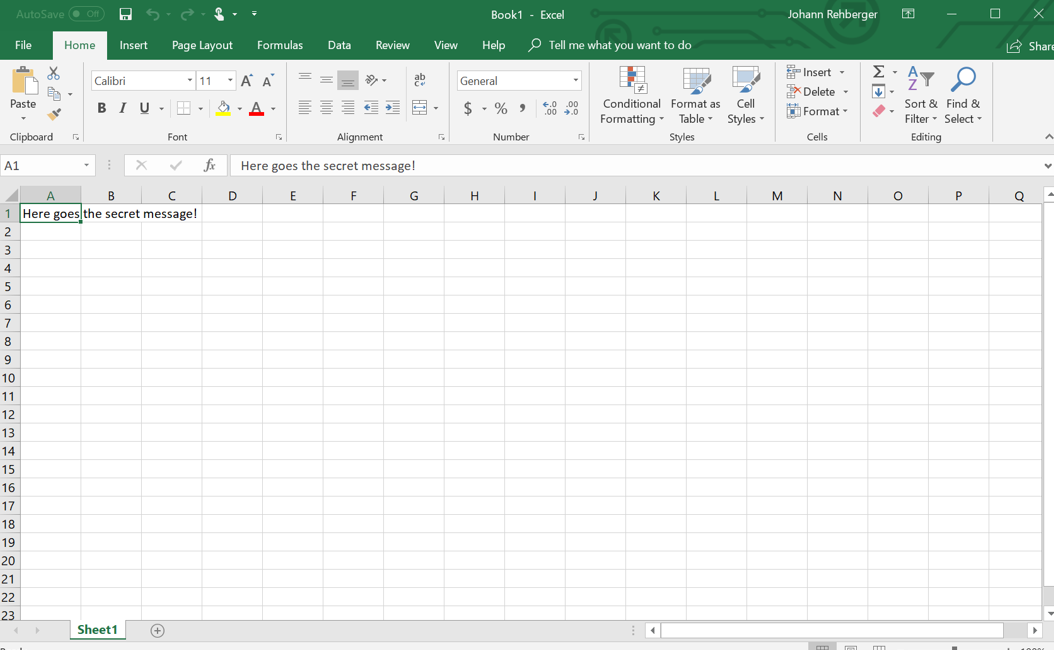 AutoSave Off
Book1 - Excel
Johann Rehberger
File Home Insert Page Layout Formulas Data Review View Help Tell me what you want to do Share
Paste
Clipboard
Calibri 11 A A
B I U A
Font
ab
Alignment
General
$ % ,
Number
Conditional Formatting
Format as Table
Cell Styles
Styles
Insert
Delete
Format
Cells
Σ
Sort & Filter
Find & Select
Editing
A1 fx Here goes the secret message!
A B C D E F G H I J K L M N O P Q
1 Here goes the secret message!
2
3
4
5
6
7
8
9
10
11
12
13
14
15
16
17
18
19
20
21
22
23
Sheet1